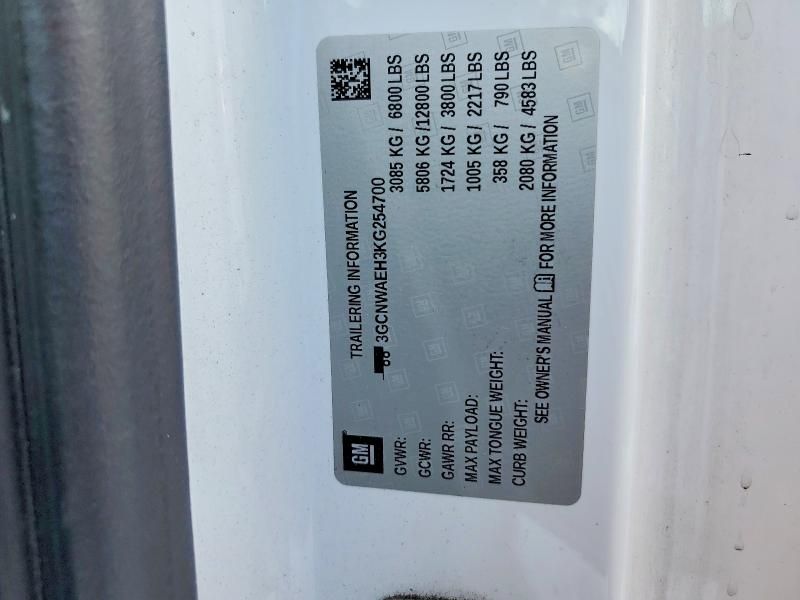 GM
TRAILERING INFORMATION
3GCNWAEH3KG254700
GVWR: 3085 KG / 6800 LBS
GCWR: 5806 KG /12800 LBS
GAWR RR: 1724 KG / 3800 LBS
MAX PAYLOAD: 1005 KG / 2217 LBS
MAX TONGUE WEIGHT: 358 KG / 790 LBS
CURB WEIGHT: 2080 KG / 4583 LBS
SEE OWNER'S MANUAL FOR MORE INFORMATION